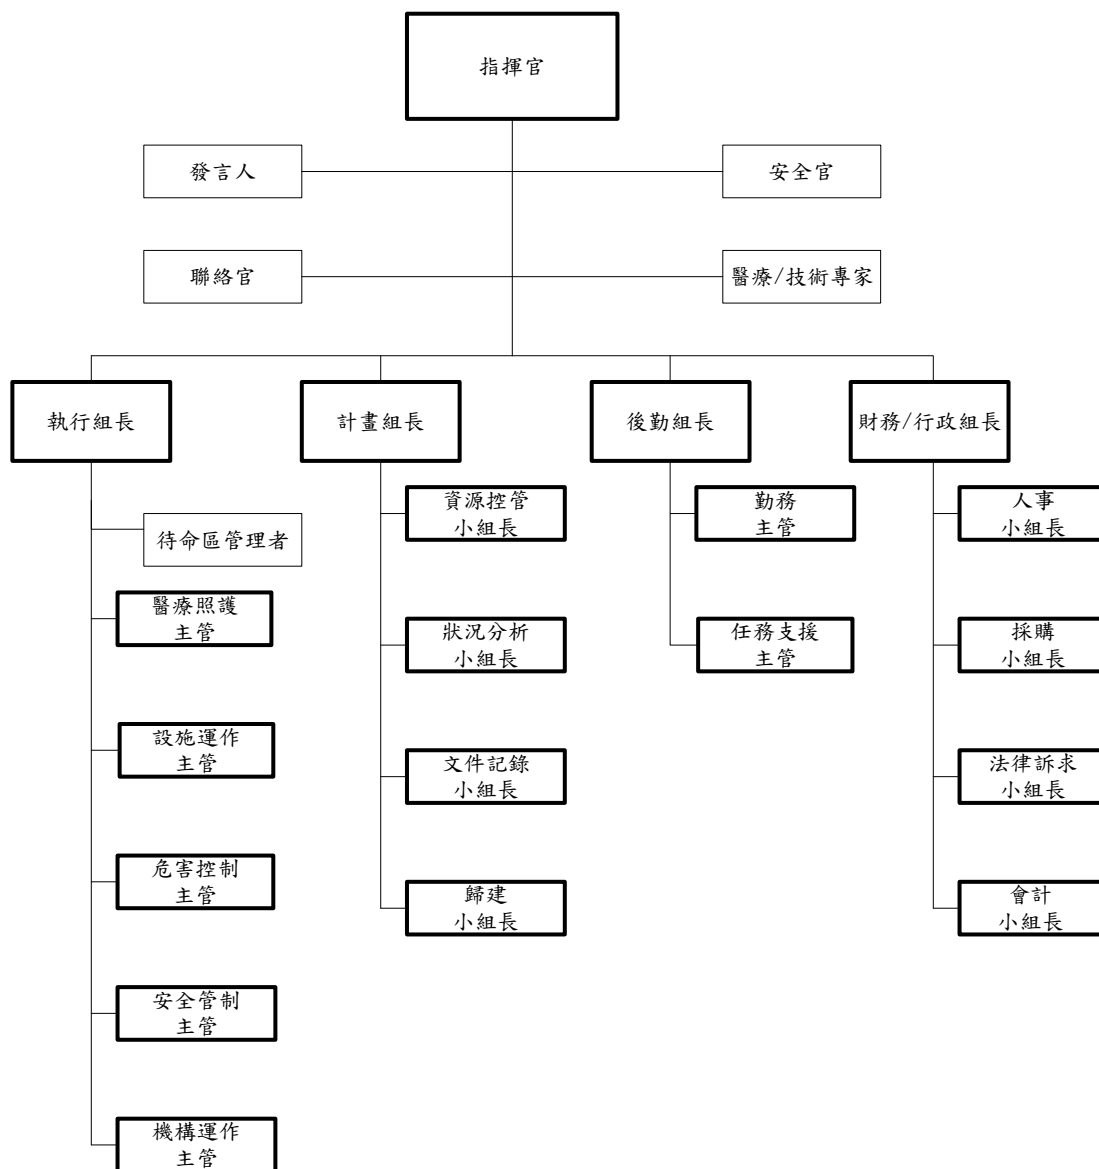 指揮官
發言人
安全官
聯絡官
醫療/技術專家
執行組長
計畫組長
後勤組長
財務/行政組長
待命區管理者
醫療照護
主管
設施運作
主管
危害控制
主管
安全管制
主管
機構運作
主管
資源控管
小組長
狀況分析
小組長
文件記錄
小組長
歸建
小組長
勤務
主管
任務支援
主管
人事
小組長
採購
小組長
法律訴求
小組長
會計
小組長